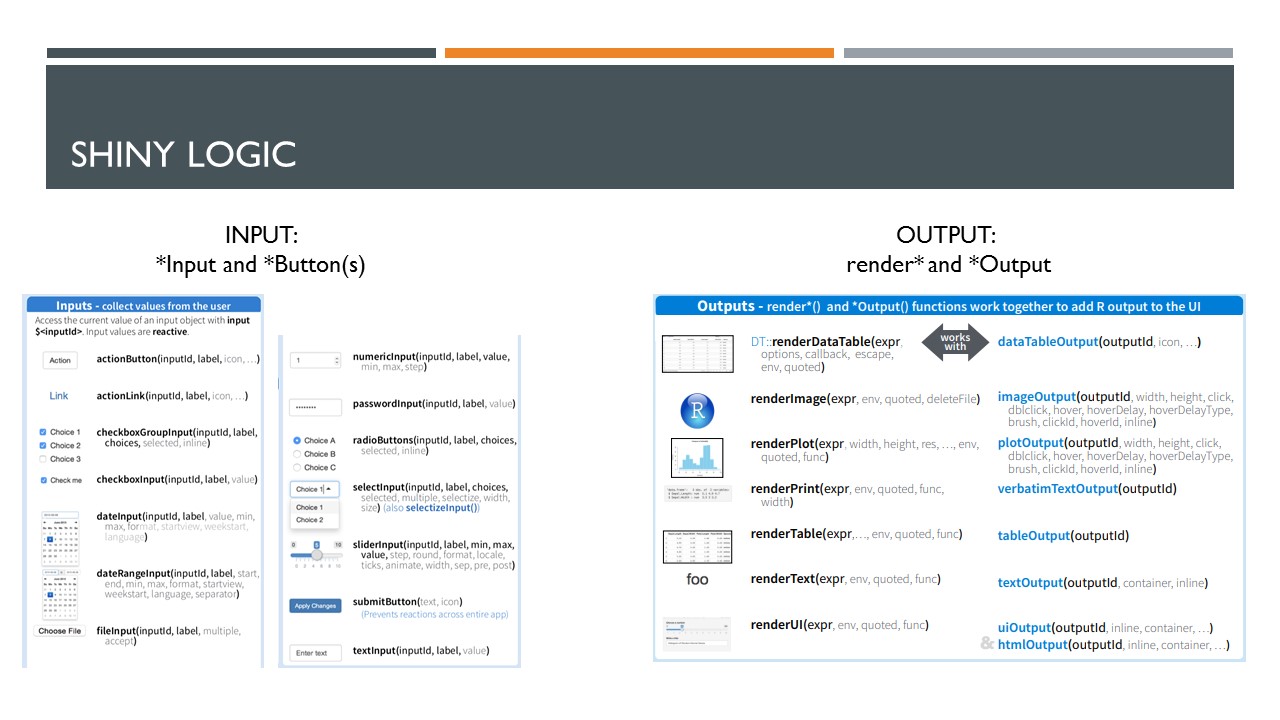 SHINY LOGIC
INPUT:
*Input and *Button(s)
Inputs - collect values from the user
Access the current value of an input object with input
$<inputId>. Input values are reactive.
Action
actionButton(inputId, label, icon, …)
Link
actionLink(inputId, label, icon, …)
Choice 1
Choice 2
Choice 3
checkboxGroupInput(inputId, label,
choices, selected, inline)
Check me
checkboxInput(inputId, label, value)
dateInput(inputId, label, value, min,
max, format, startview, weekstart,
language)
dateRangeInput(inputId, label, start,
end, min, max, format, startview,
weekstart, language, separator)
Choose File
fileInput(inputId, label, multiple,
accept)
1
numericInput(inputId, label, value,
min, max, step)
passwordInput(inputId, label, value)
Choice A
Choice B
Choice C
radioButtons(inputId, label, choices,
selected, inline)
Choice 1
Choice 1
Choice 2
selectInput(inputId, label, choices,
selected, multiple, selectize, width,
size) (also selectizeInput())
0 5 10
0 2 4 6 8 10
sliderInput(inputId, label, min, max,
value, step, round, format, locale,
ticks, animate, width, sep, pre, post)
Apply Changes
submitButton(text, icon)
(Prevents reactions across entire app)
Enter text
textInput(inputId, label, value)
OUTPUT:
render* and *Output
Outputs - render*() and *Output() functions work together to add R output to the UI
DT::renderDataTable(expr,
options, callback, escape,
env, quoted)
works
with
dataTableOutput(outputId, icon, …)
R
renderImage(expr, env, quoted, deleteFile)
imageOutput(outputId, width, height, click,
dblclick, hover, hoverDelay, hoverDelayType,
brush, clickId, hoverId, inline)
renderPlot(expr, width, height, res, …, env,
quoted, func)
plotOutput(outputId, width, height, click,
dblclick, hover, hoverDelay, hoverDelayType,
brush, clickId, hoverId, inline)
renderPrint(expr, env, quoted, func,
width)
verbatimTextOutput(outputId)
renderTable(expr,…, env, quoted, func)
tableOutput(outputId)
foo
renderText(expr, env, quoted, func)
textOutput(outputId, container, inline)
renderUI(expr, env, quoted, func)
uiOutput(outputId, inline, container, …)
& htmlOutput(outputId, inline, container, …)